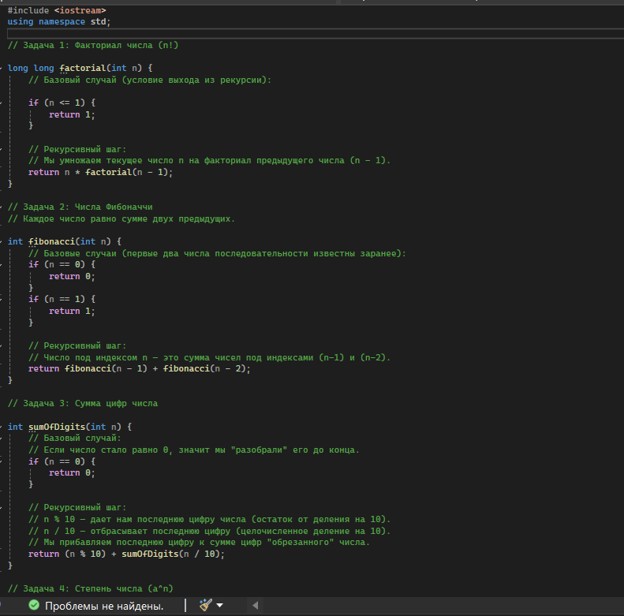 #include <iostream>
using namespace std;
// Задача 1: Факториал числа (n!)
long long factorial(int n) {
// Базовый случай (условие выхода из рекурсии):
if (n <= 1) {
return 1;
}
// Рекурсивный шаг:
// Мы умножаем текущее число n на факториал предыдущего числа (n - 1).
return n * factorial(n - 1);
}
// Задача 2: Числа Фибоначчи
// Каждое число равно сумме двух предыдущих.
int fibonacci(int n) {
// Базовые случаи (первые два числа последовательности известны заранее):
if (n == 0) {
return 0;
}
if (n == 1) {
return 1;
}
// Рекурсивный шаг:
// Число под индексом n — это сумма чисел под индексами (n-1) и (n-2).
return fibonacci(n - 1) + fibonacci(n - 2);
}
// Задача 3: Сумма цифр числа
int sumOfDigits(int n) {
// Базовый случай:
// Если число стало равно 0, значит мы "разобрали" его до конца.
if (n == 0) {
return 0;
}
// Рекурсивный шаг:
// n % 10 — дает нам последнюю цифру числа (остаток от деления на 10).
// n / 10 — отбрасывает последнюю цифру (целочисленное деление на 10).
// Мы прибавляем последнюю цифру к сумме цифр "обрезанного" числа.
return (n % 10) + sumOfDigits(n / 10);
}
// Задача 4: Степень числа (a^n)
Проблемы не найдены.